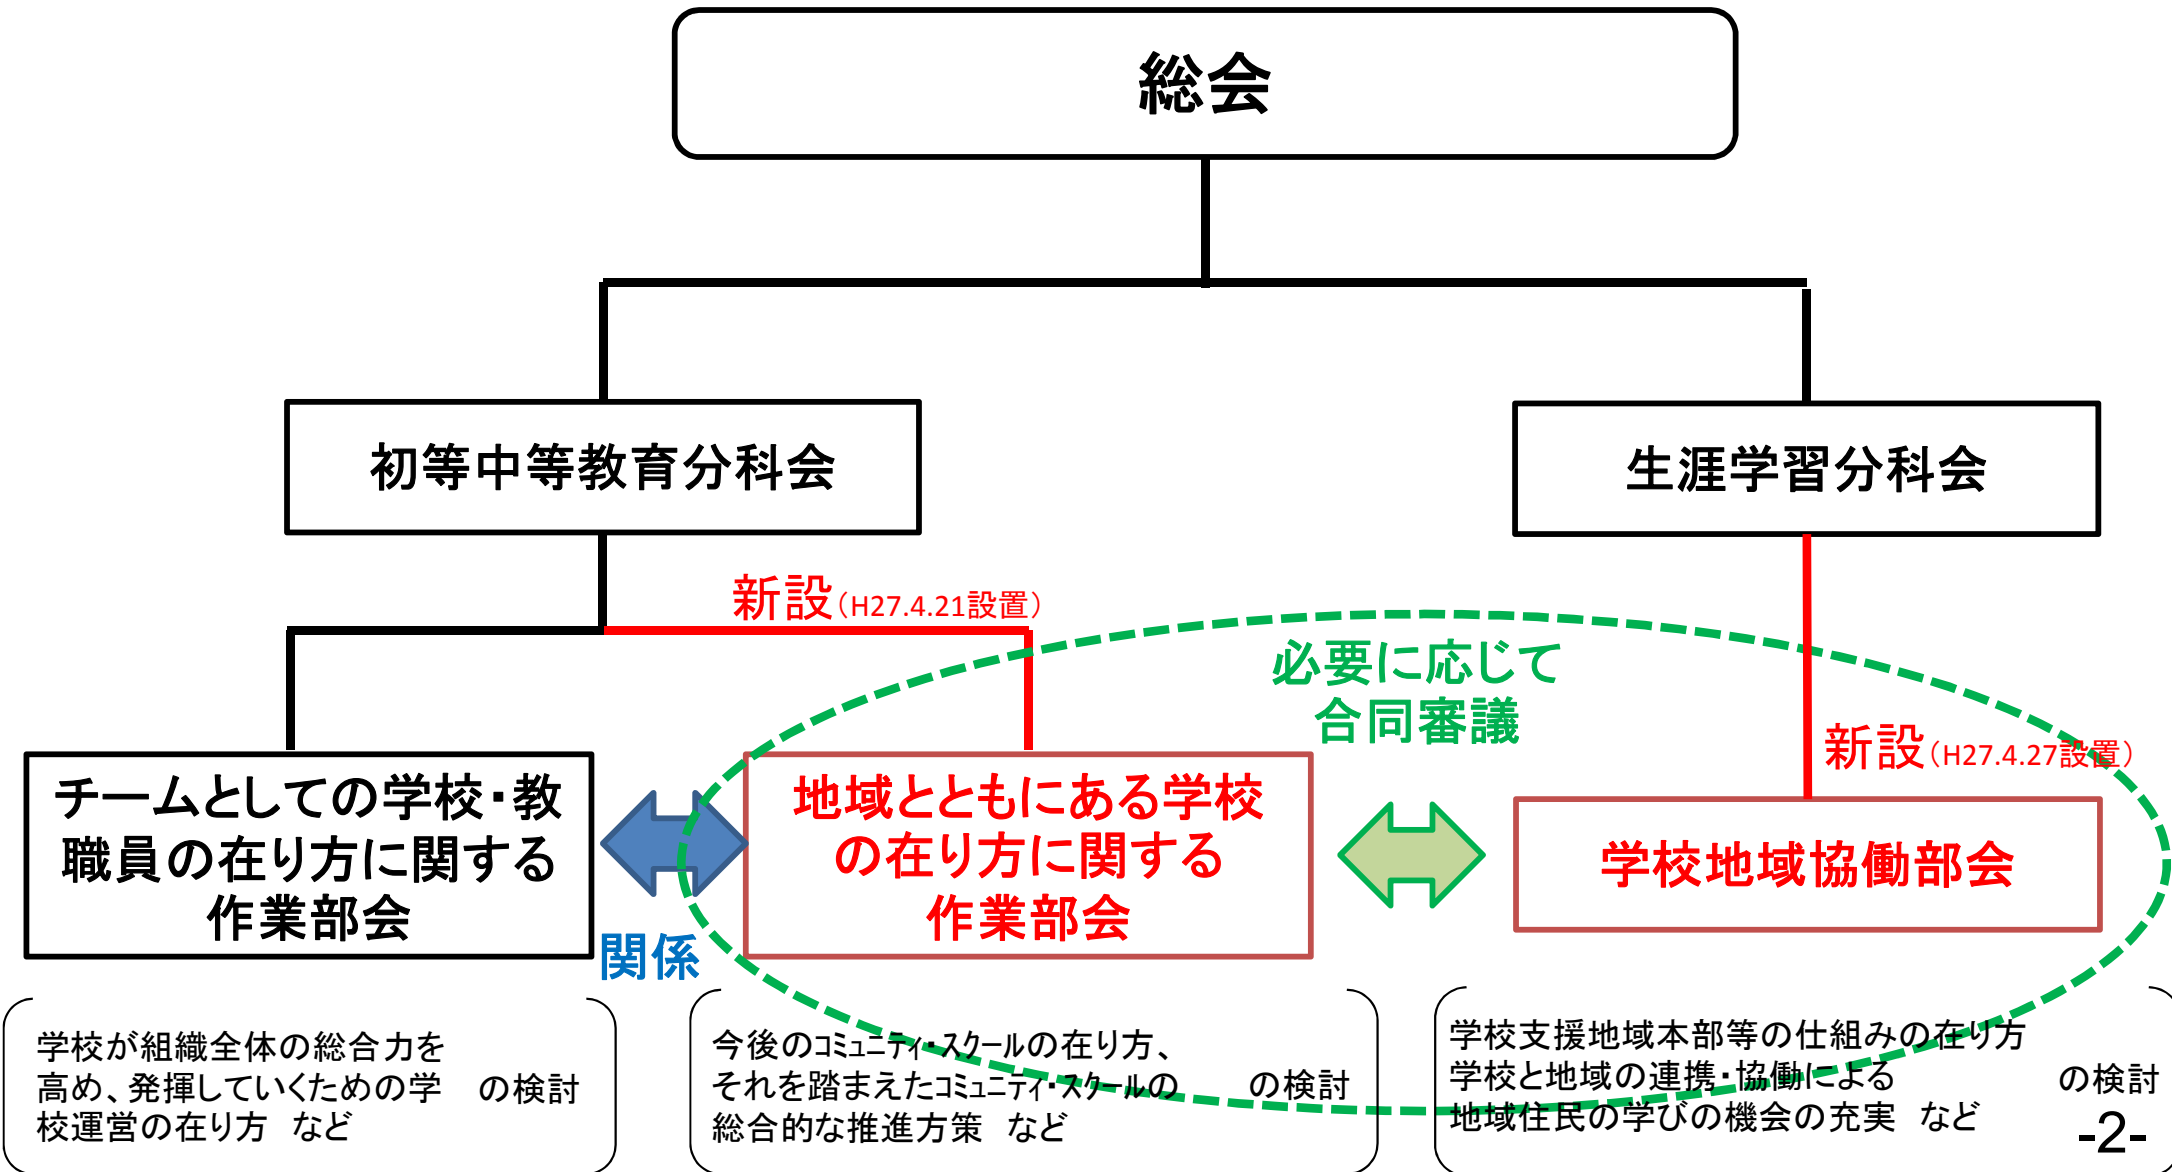 総会
初等中等教育分科会
生涯学習分科会
新設(H27.4.21設置)
必要に応じて
合同審議
新設(H27.4.27設置)
チームとしての学校・教
職員の在り方に関する
作業部会
関係
地域とともにある学校
の在り方に関する
作業部会
学校地域協働部会
学校が組織全体の総合力を
高め、発揮していくための学
校運営の在り方　など
の検討
今後のコミュニティ・スクールの在り方、
それを踏まえたコミュニティ・スクールの
総合的な推進方策　など
の検討
学校支援地域本部等の仕組みの在り方
学校と地域の連携・協働による
地域住民の学びの機会の充実　など
の検討
-2-